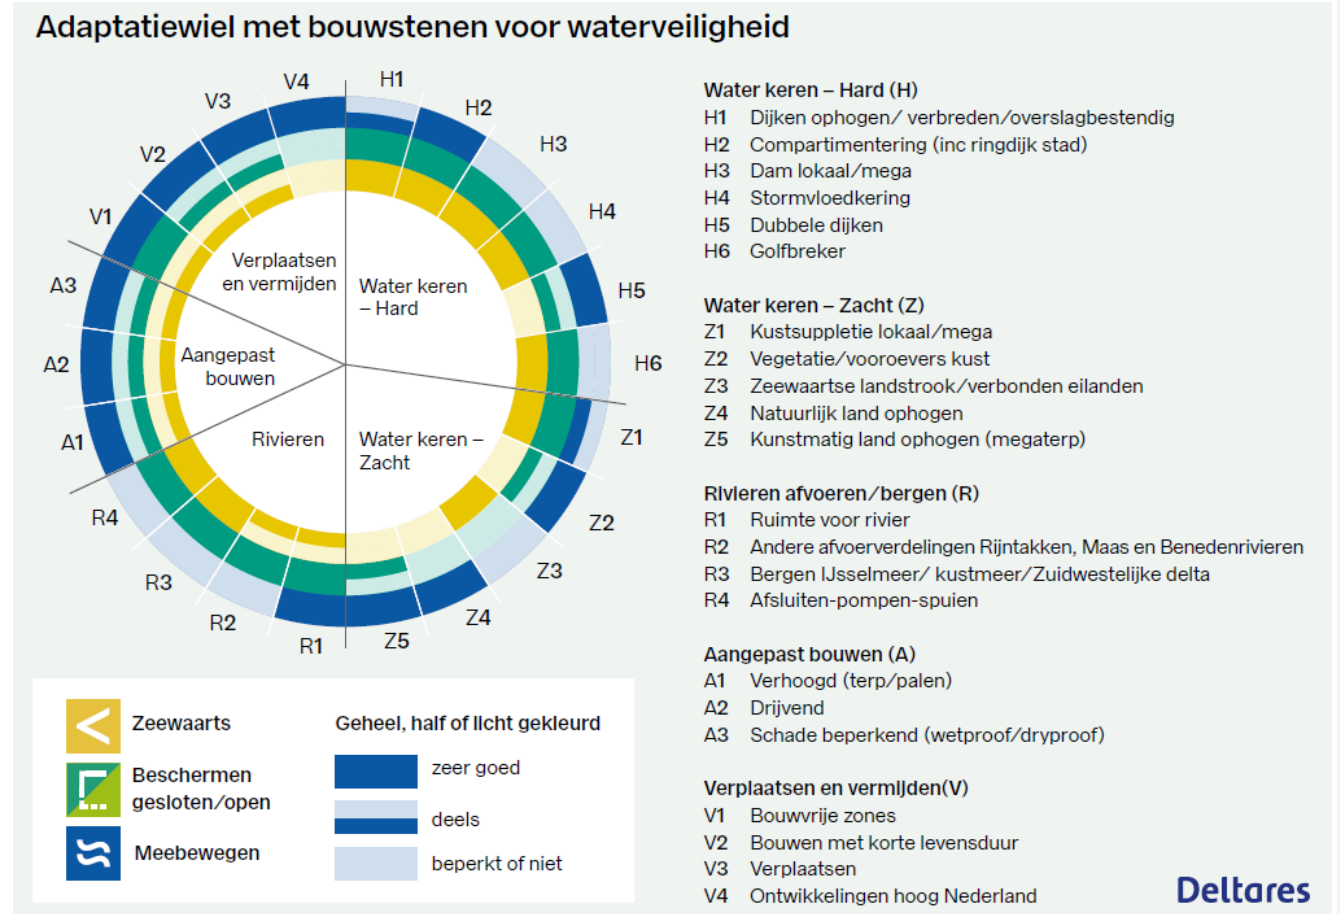 Adaptatiewiel met bouwstenen voor waterveiligheid
V4
H1
V3
H2
V2
H3
V1
H4
A3
H5
A2
H6
A1
Z1
R4
Z2
R3
Z3
R2
Z4
R1
Z5
Verplaatsen
en vermijden
Water keren
– Hard
Aangepast
bouwen
Rivieren
Water keren –
Zacht
Zeewaarts
Beschermen
gesloten/open
Meebewegen
Geheel, half of licht gekleurd
zeer goed
deels
beperkt of niet
Water keren – Hard (H)
H1 Dijken ophogen/ verbreden/overslagbestendig
H2 Compartimentering (inc ringdijk stad)
H3 Dam lokaal/mega
H4 Stormvloedkering
H5 Dubbele dijken
H6 Golfbreker
Water keren – Zacht (Z)
Z1 Kustsuppletie lokaal/mega
Z2 Vegetatie/vooroevers kust
Z3 Zeewaartse landstrook/verbonden eilanden
Z4 Natuurlijk land ophogen
Z5 Kunstmatig land ophogen (megaterp)
Rivieren afvoeren/bergen (R)
R1 Ruimte voor rivier
R2 Andere afvoerverdelingen Rijntakken, Maas en Benedenrivieren
R3 Bergen IJsselmeer/ kustmeer/Zuidwestelijke delta
R4 Afsluiten-pompen-spuien
Aangepast bouwen (A)
A1 Verhoogd (terp/palen)
A2 Drijvend
A3 Schade beperkend (wetproof/dryproof)
Verplaatsen en vermijden(V)
V1 Bouwvrije zones
V2 Bouwen met korte levensduur
V3 Verplaatsen
V4 Ontwikkelingen hoog Nederland
Deltares